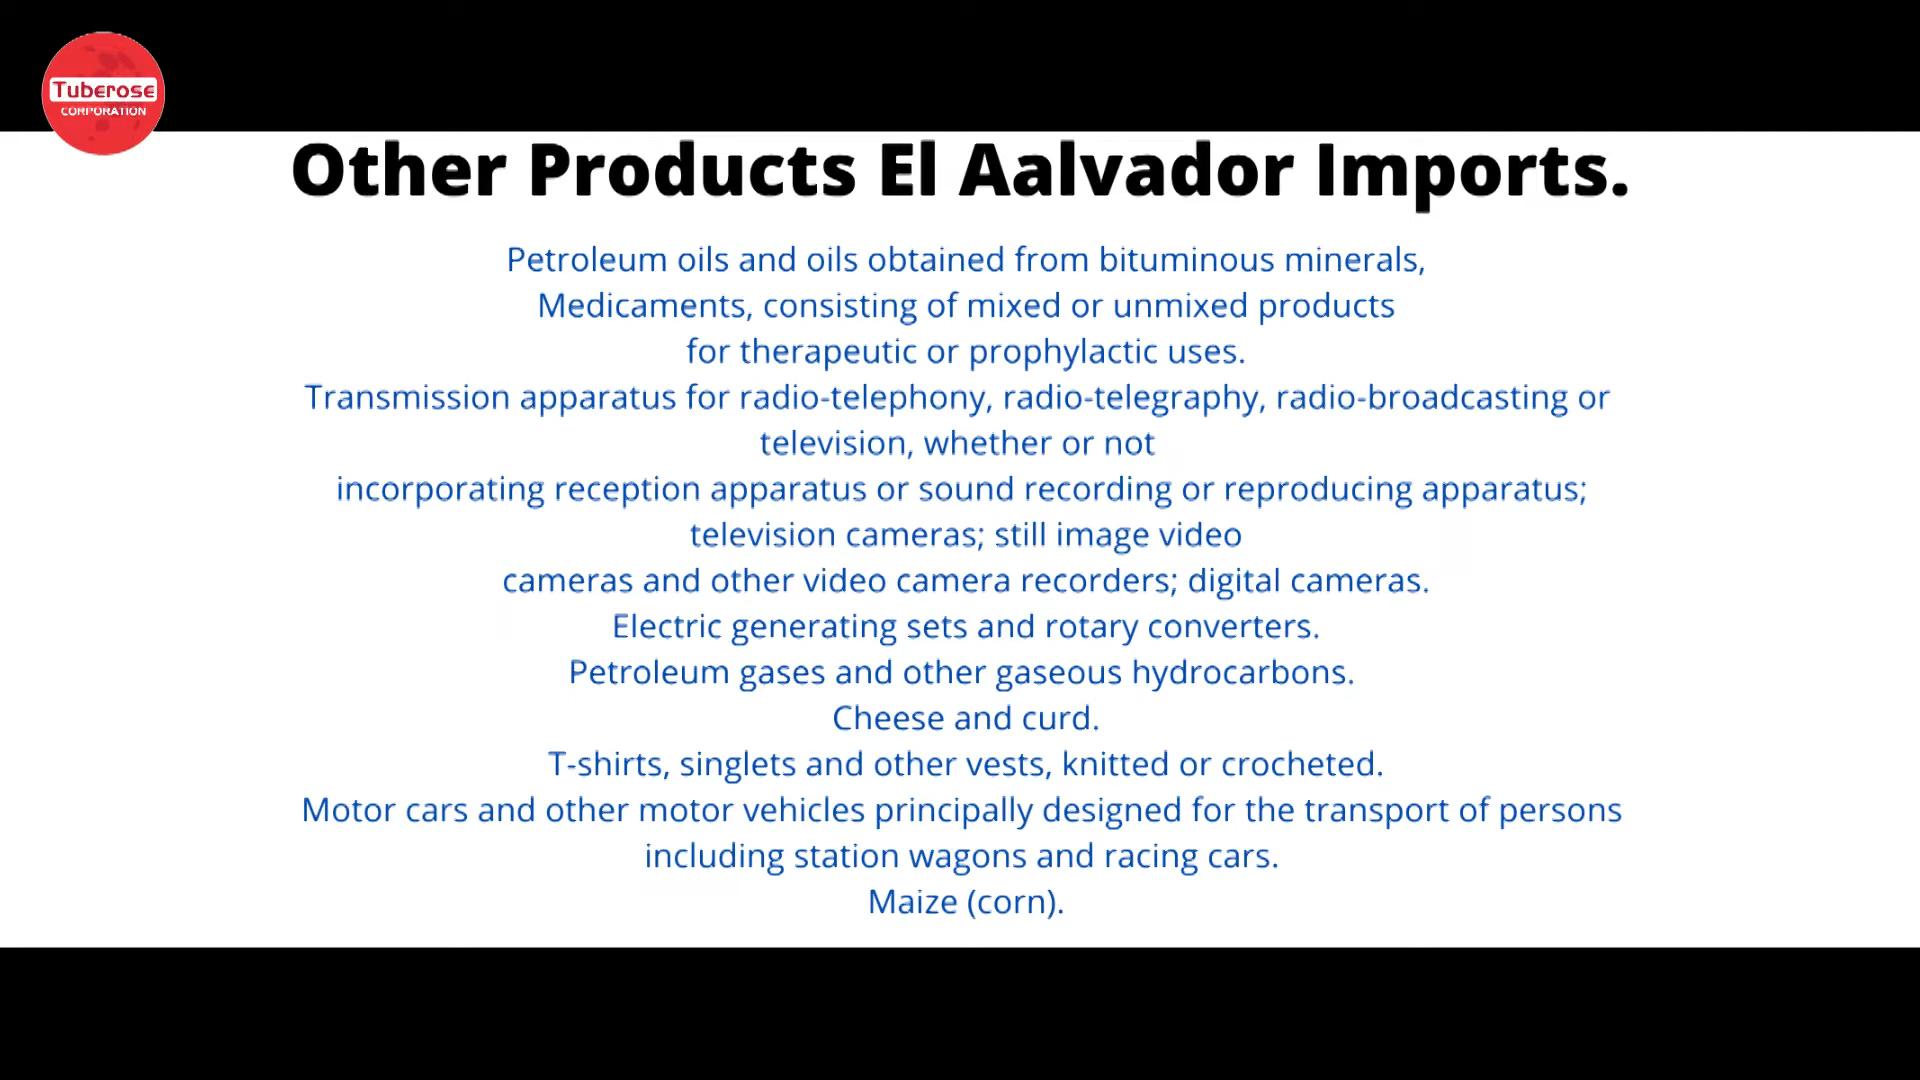 Tuberose
CORPORATION
Other Products El Aalvador Imports.
Petroleum oils and oils obtained from bituminous minerals,
Medicaments, consisting of mixed or unmixed products
for therapeutic or prophylactic uses.
Transmission apparatus for radio-telephony, radio-telegraphy, radio-broadcasting or
television, whether or not
incorporating reception apparatus or sound recording or reproducing apparatus;
television cameras; still image video
cameras and other video camera recorders; digital cameras.
Electric generating sets and rotary converters.
Petroleum gases and other gaseous hydrocarbons.
Cheese and curd.
T-shirts, singlets and other vests, knitted or crocheted.
Motor cars and other motor vehicles principally designed for the transport of persons
including station wagons and racing cars.
Maize (corn).